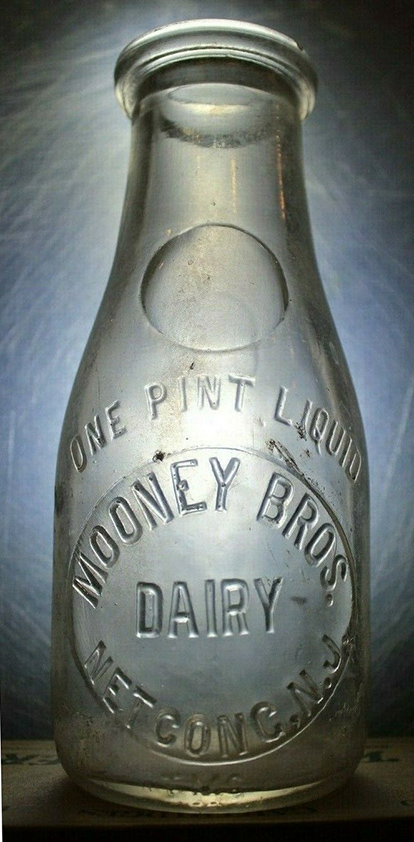 ONE PINT LIQUID
MOONEY BROS.
DAIRY
NETCONG, N.J.